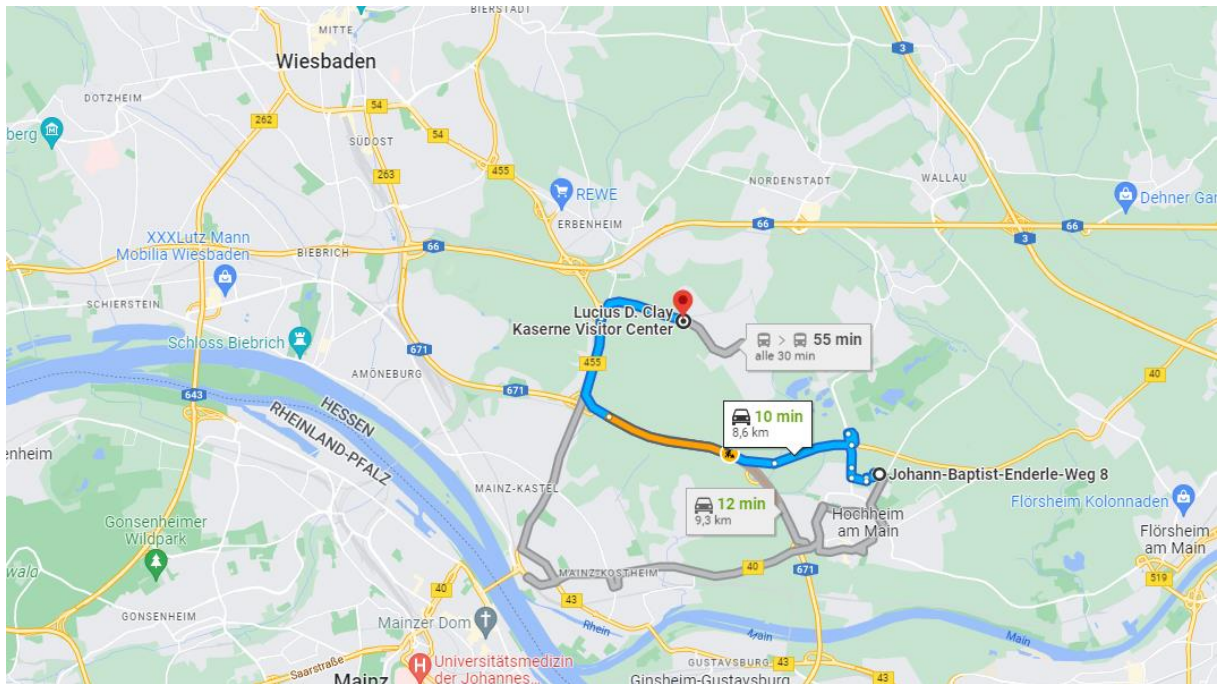 BIERSTADT
MITTE
Wiesbaden
3
DOTZHEIM
54
berg
262
54
SÜDOST
455
263
REWE
NORDENSTADT
WALLAU
Dehner Gar
ERBENHEIM
66
66
XXXLutz Mann
Mobilia Wiesbaden
BIEBRICH
66
3
SCHIERSTEIN
Lucius D. Clay
Kaserne Visitor Center
55 min
alle 30 min
Schloss Biebrich
671
455
AMÖNEBURG
40
643
671
HESSEN
RHEINLAND-PFALZ
10 min
8,6 km
enheim
Johann-Baptist-Enderle-Weg 8
MAINZ-KASTEL
12 min
9,3 km
Flörsheim Kolonnaden
Gonsenheimer
Wildpark
Hochheim
am Main
Flörsheim
am Main
wald
MAINZ-KOSTHEIM
40
671
519
40
43
GONSENHEIM
Mainzer Dom
Rhein
Main
Main
Saarstraße
Universitätsmedizin
der Johannes...
GUSTAVSBURG
43
43
Mainz
Ginsheim-Gustavsburg